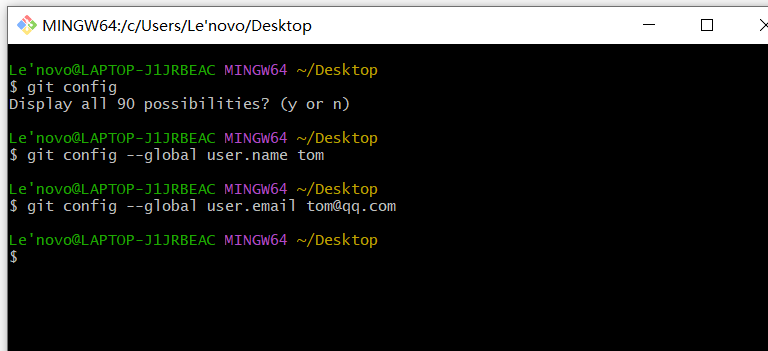 MINGW64:/c/Users/Le'novo/Desktop
Le'novo@LAPTOP-J1JRBEAC MINGW64 ~/Desktop
$ git config
Display all 90 possibilities? (y or n)
Le'novo@LAPTOP-J1JRBEAC MINGW64 ~/Desktop
$ git config --global user.name tom
Le'novo@LAPTOP-J1JRBEAC MINGW64 ~/Desktop
$ git config --global user.email tom@qq.com
Le'novo@LAPTOP-J1JRBEAC MINGW64 ~/Desktop
$